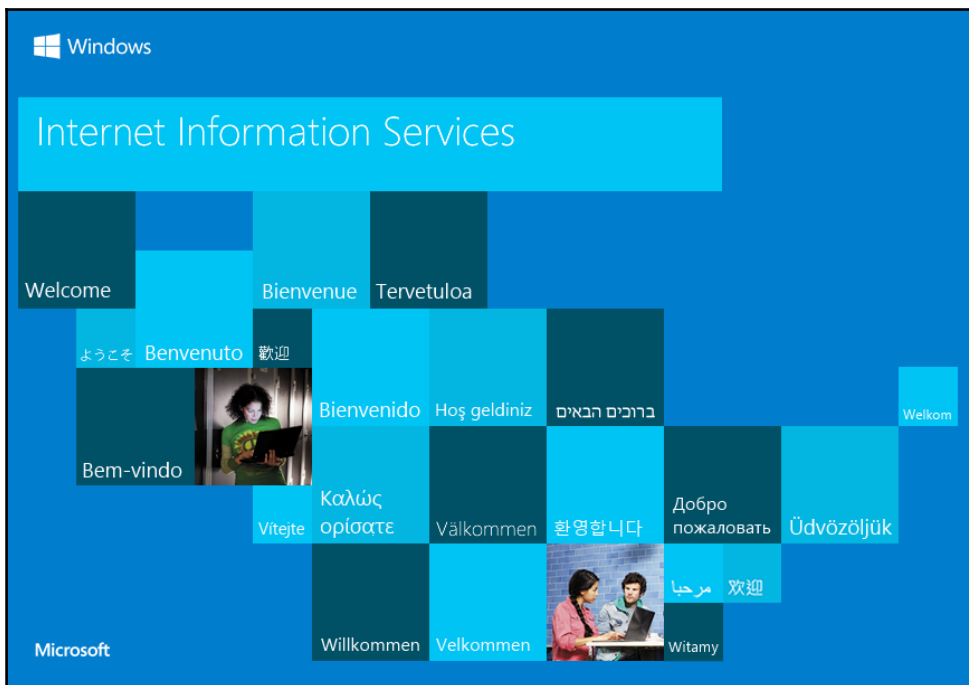 Windows
Internet Information Services
Welcome
Bienvenue
Tervetuloa
ようこそ
Benvenuto
歡迎
Bienvenido
Hoş geldiniz
ברוכים הבאים
Welkom
Bem-vindo
Vítejte
Καλώς
ορίσατε
Välkommen
환영합니다
Добро
пожаловать
Üdvözöljük
مرحبا
欢迎
Willkommen
Velkommen
Witamy
Microsoft